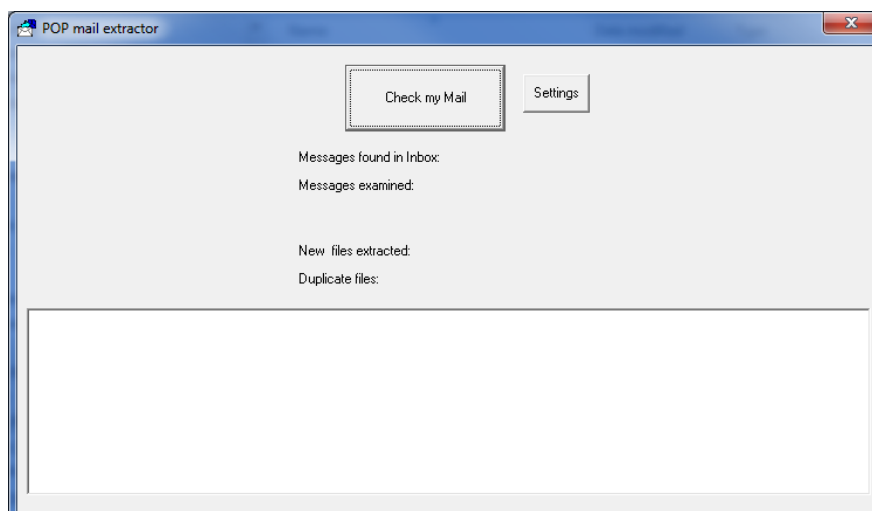 POP mail extractor
Check my Mail
Settings
Messages found in Inbox:
Messages examined:
New files extracted:
Duplicate files: